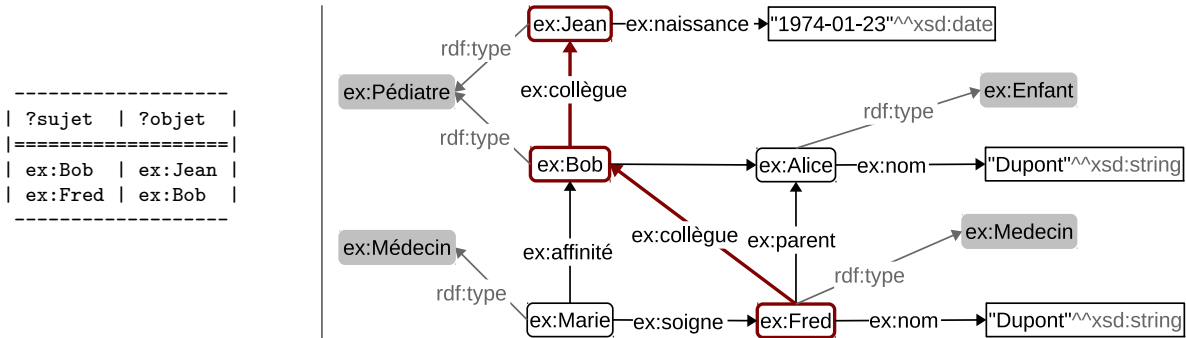 --------------------
| ?sujet  | ?objet  |
|===================|
| ex:Bob  | ex:Jean |
| ex:Fred | ex:Bob  |
--------------------
ex:Jean ex:naissance "1974-01-23"^^xsd:date
rdf:type
ex:Pédiatre ex:collègue ex:Enfant
rdf:type rdf:type
ex:Bob ex:Alice ex:nom "Dupont"^^xsd:string
ex:Médecin ex:affinité ex:collègue ex:parent ex:Medecin
rdf:type rdf:type
ex:Marie ex:soigne ex:Fred ex:nom "Dupont"^^xsd:string